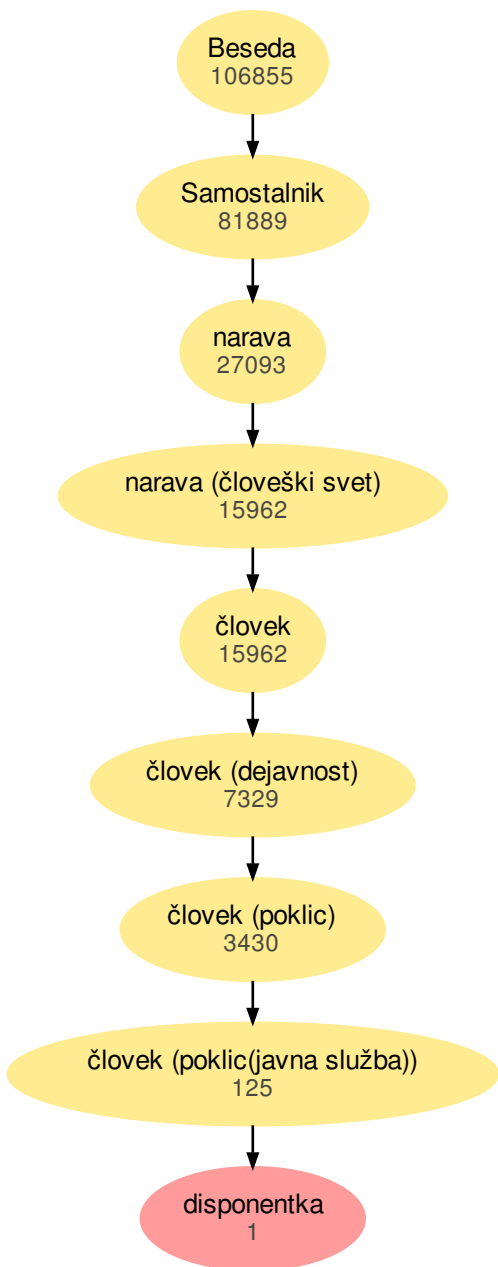 Beseda
106855
Samostalnik
81889
narava
27093
narava (človeški svet)
15962
človek
15962
človek (dejavnost)
7329
človek (poklic)
3430
človek (poklic(javna služba))
125
disponentka
1